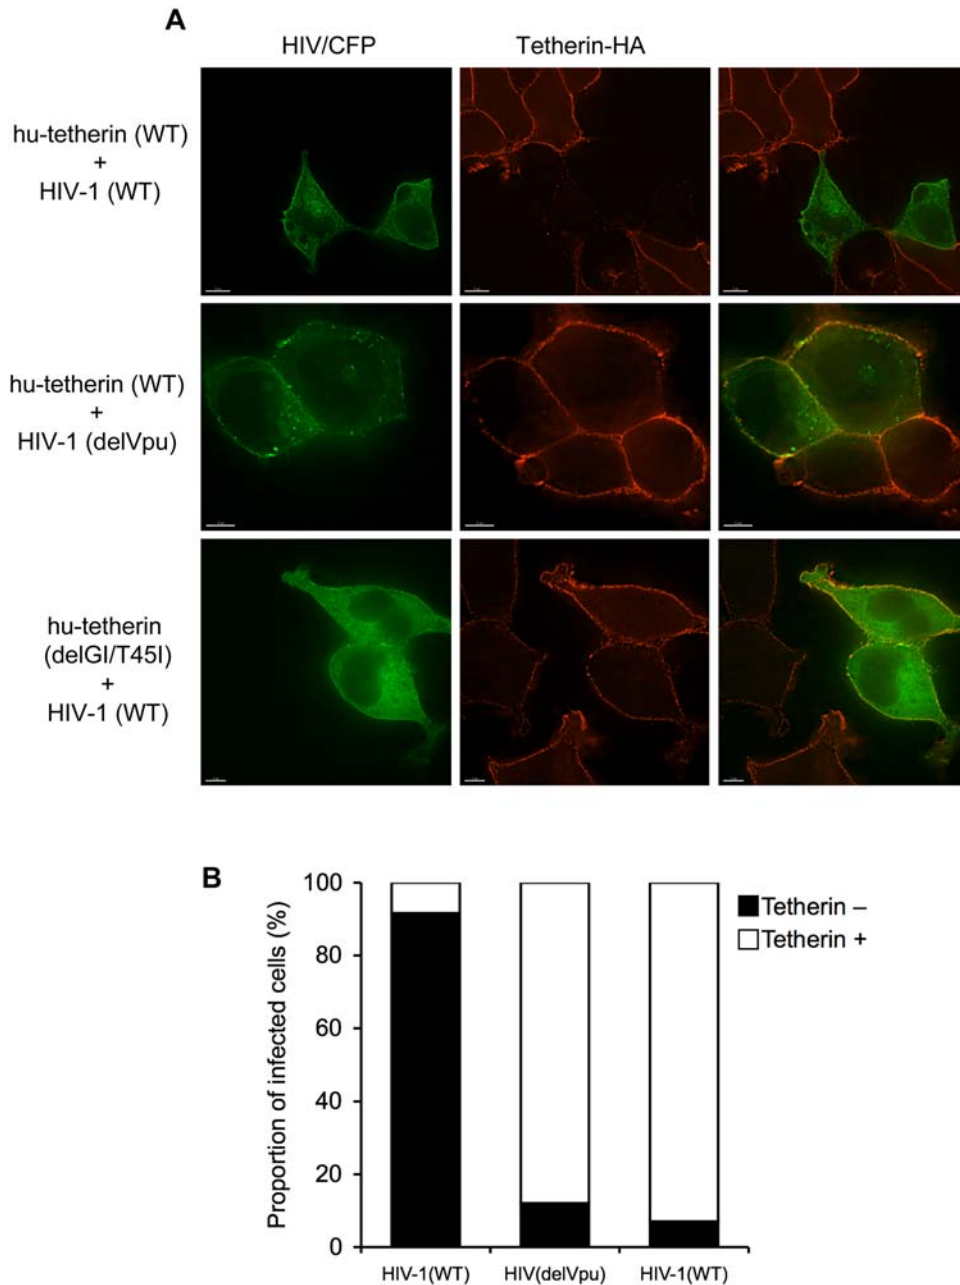 A
HIV/CFP
Tetherin-HA
hu-tetherin (WT)
+
HIV-1 (WT)
hu-tetherin (WT)
+
HIV-1 (delVpu)
hu-tetherin
(delGI/T45I)
+
HIV-1 (WT)
B
Proportion of infected cells (%)
100
80
60
40
20
0
Tetherin –
Tetherin +
HIV-1(WT)
HIV(delVpu)
HIV-1(WT)